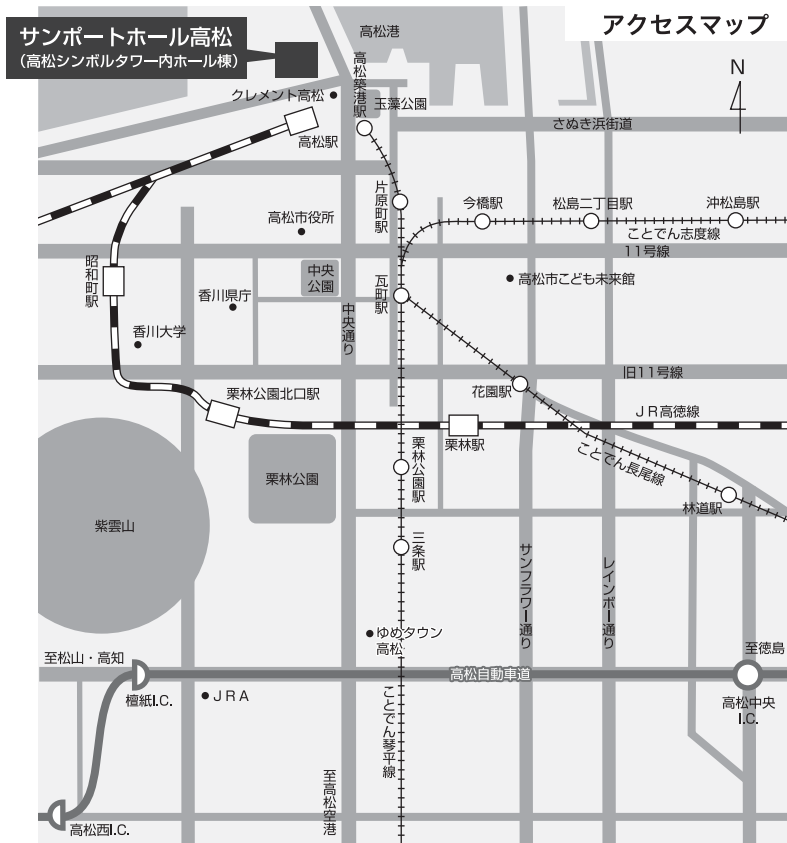 アクセスマップ
サンポートホール高松
（高松シンボルタワー内ホール棟）
高松港
N
クレメント高松
高松築港駅
玉藻公園
高松駅
さぬき浜街道
片原町駅
今橋駅
松島二丁目駅
沖松島駅
ことでん志度線
高松市役所
11号線
昭和町駅
中央
公園
瓦町駅
高松市こども未来館
香川県庁
中央通り
香川大学
旧11号線
花園駅
栗林公園北口駅
JR高徳線
栗林駅
ことでん長尾線
栗林公園
栗林公園駅
林道駅
紫雲山
三条駅
サンフラワー通り
レインボー通り
ゆめタウン
高松
至松山・高知
至徳島
高松自動車道
檀紙I.C.
JRA
ことでん琴平線
高松中央
I.C.
至高松空港
高松西I.C.